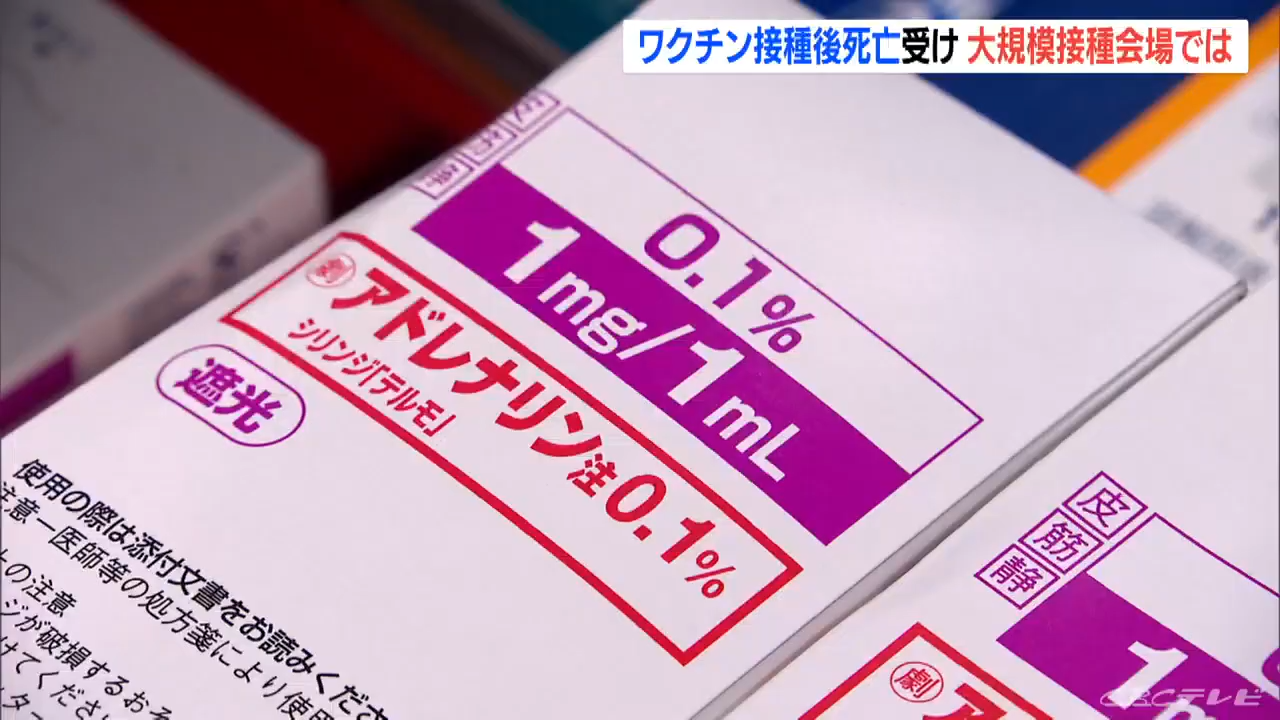 ワクチン接種後死亡受け 大規模接種会場では
皮
筋
静
0.1%
1mg/1mL
劇 アドレナリン注0.1%
シリンジ「テルモ」
遮光
使用の際は添付文書をお読みくださ
注意－医師等の処方箋により使用
の注意
ジが破損するおそ
けてください
皮
筋
静
劇
CBCテレビ